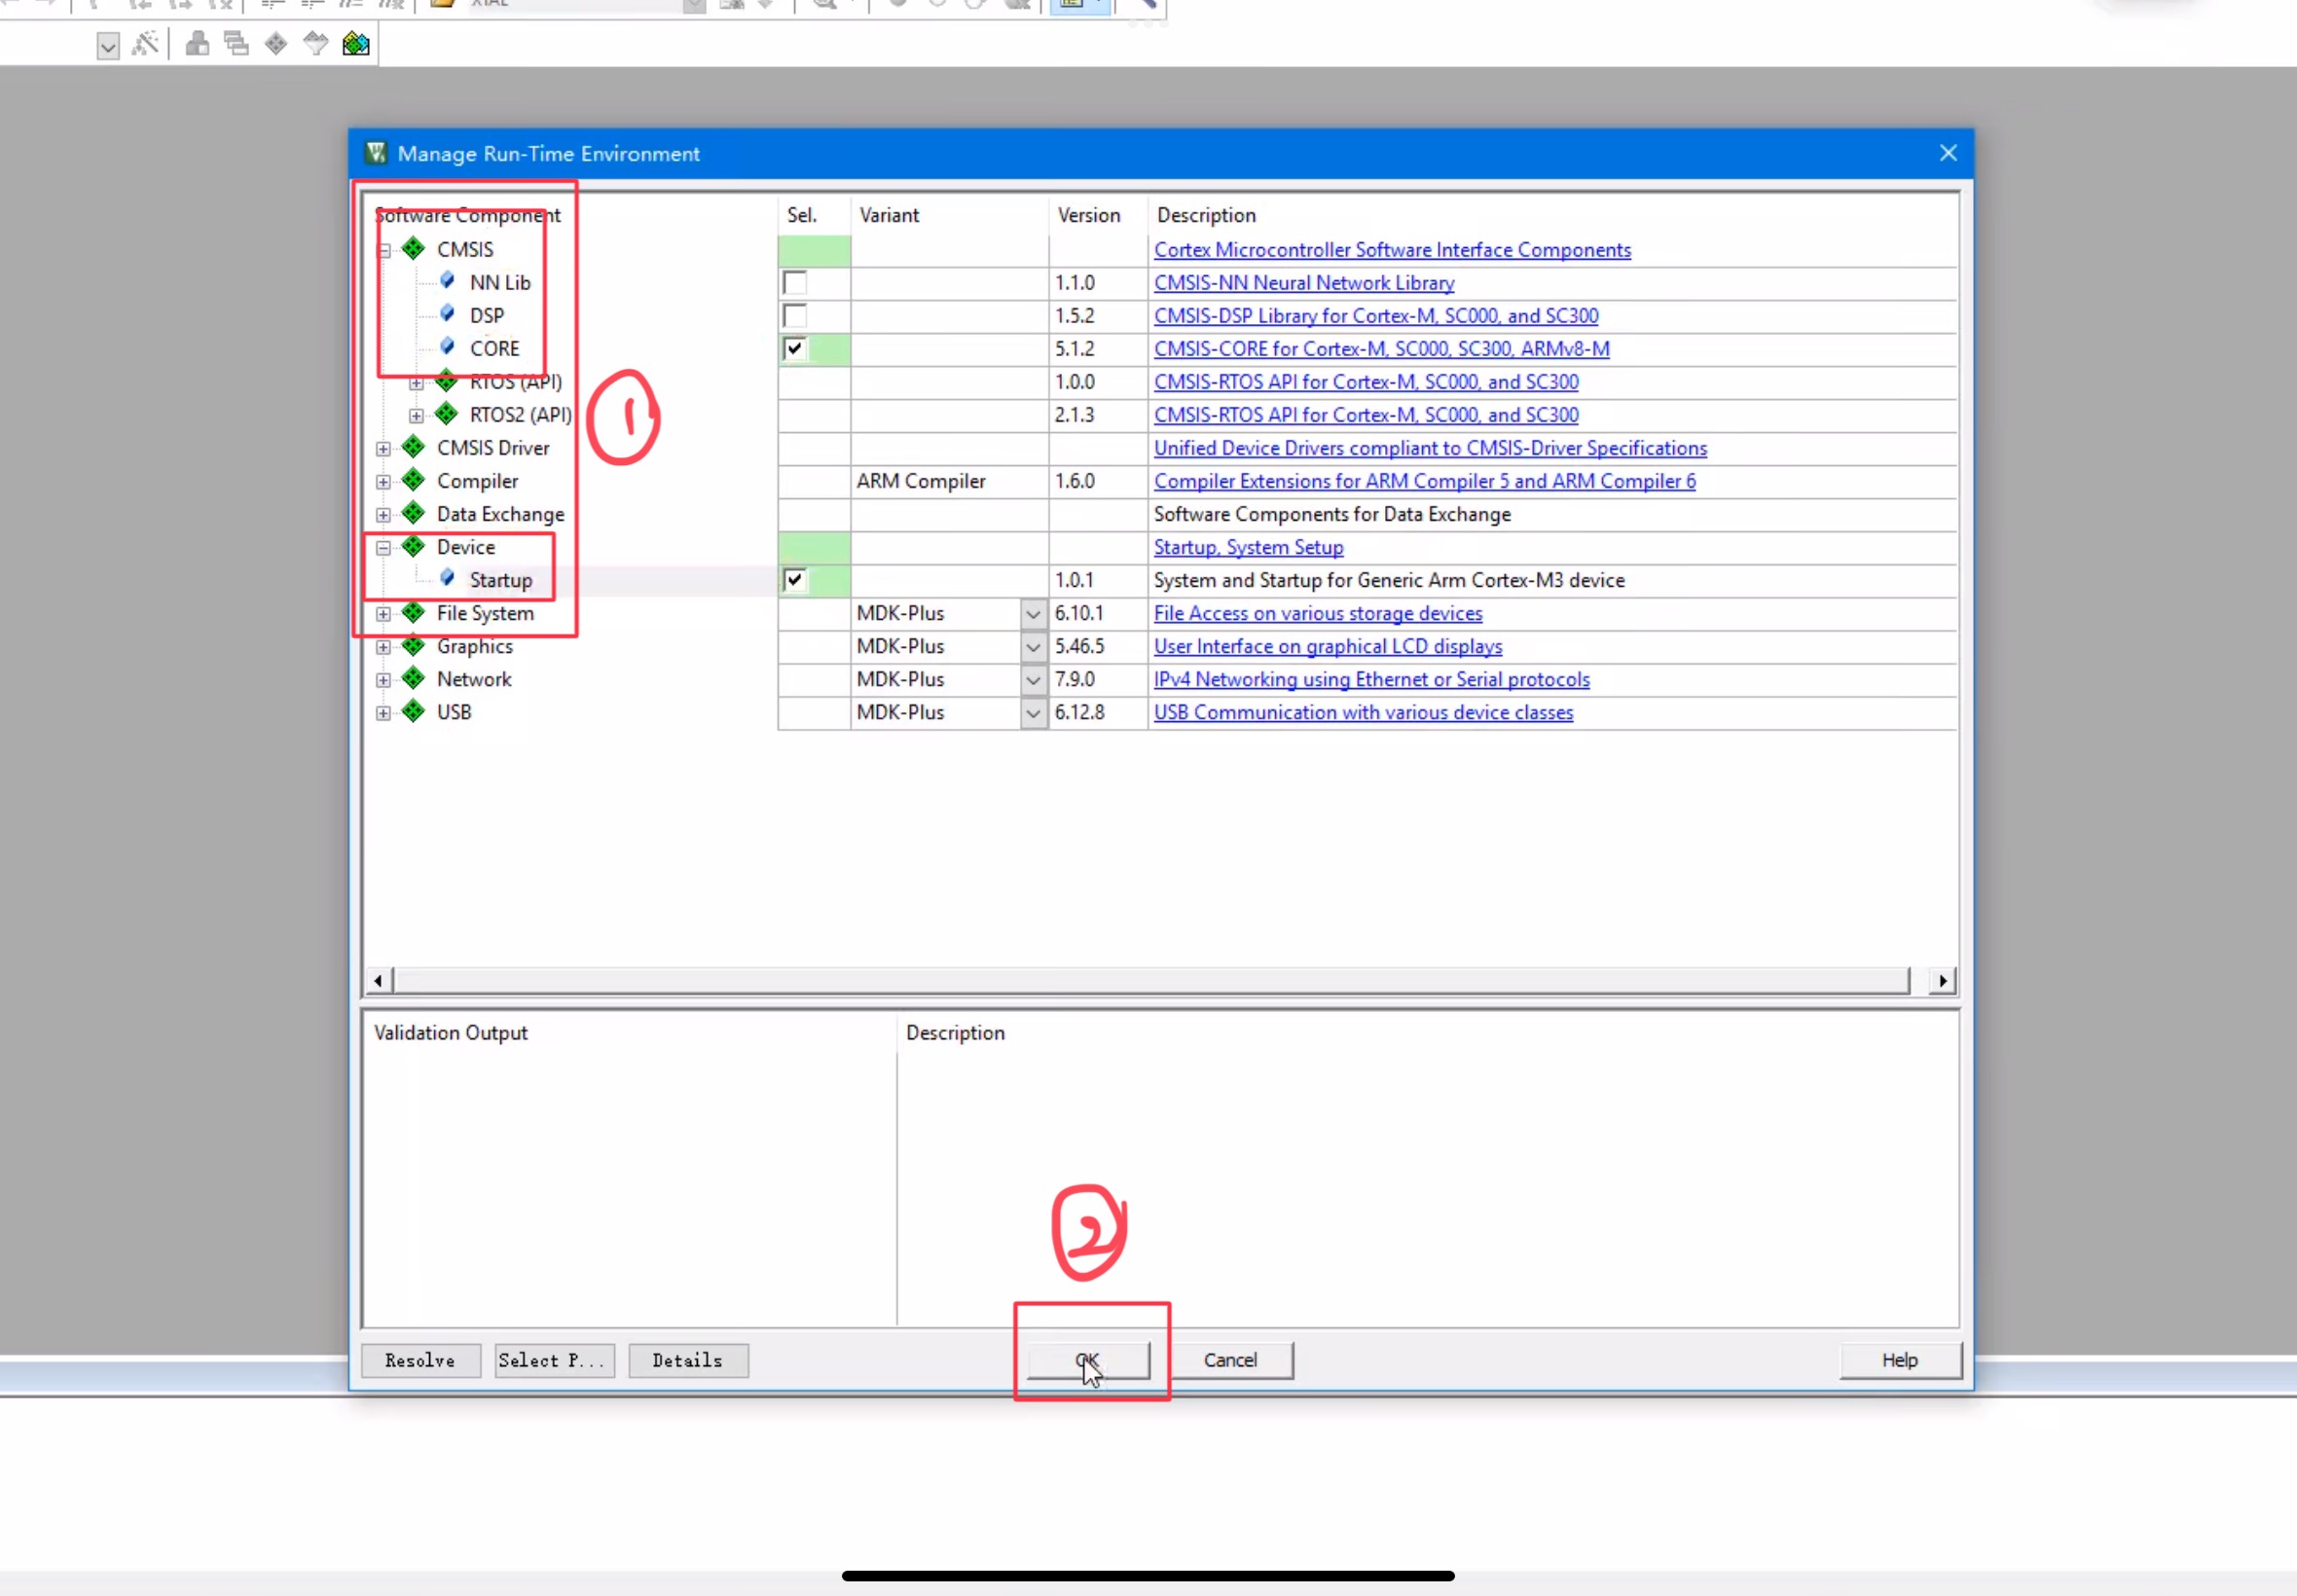 XIAL
Manage Run-Time Environment
Software Component Sel. Variant Version Description
CMSIS Cortex Microcontroller Software Interface Components
NN Lib 1.1.0 CMSIS-NN Neural Network Library
DSP 1.5.2 CMSIS-DSP Library for Cortex-M, SC000, and SC300
CORE 5.1.2 CMSIS-CORE for Cortex-M, SC000, SC300, ARMv8-M
RTOS (API) 1.0.0 CMSIS-RTOS API for Cortex-M, SC000, and SC300
RTOS2 (API) 2.1.3 CMSIS-RTOS API for Cortex-M, SC000, and SC300
1
CMSIS Driver Unified Device Drivers compliant to CMSIS-Driver Specifications
Compiler ARM Compiler 1.6.0 Compiler Extensions for ARM Compiler 5 and ARM Compiler 6
Data Exchange Software Components for Data Exchange
Device Startup, System Setup
Startup 1.0.1 System and Startup for Generic Arm Cortex-M3 device
File System MDK-Plus 6.10.1 File Access on various storage devices
Graphics MDK-Plus 5.46.5 User Interface on graphical LCD displays
Network MDK-Plus 7.9.0 IPv4 Networking using Ethernet or Serial protocols
USB MDK-Plus 6.12.8 USB Communication with various device classes
Validation Output Description
2
Resolve Select P... Details OK Cancel Help